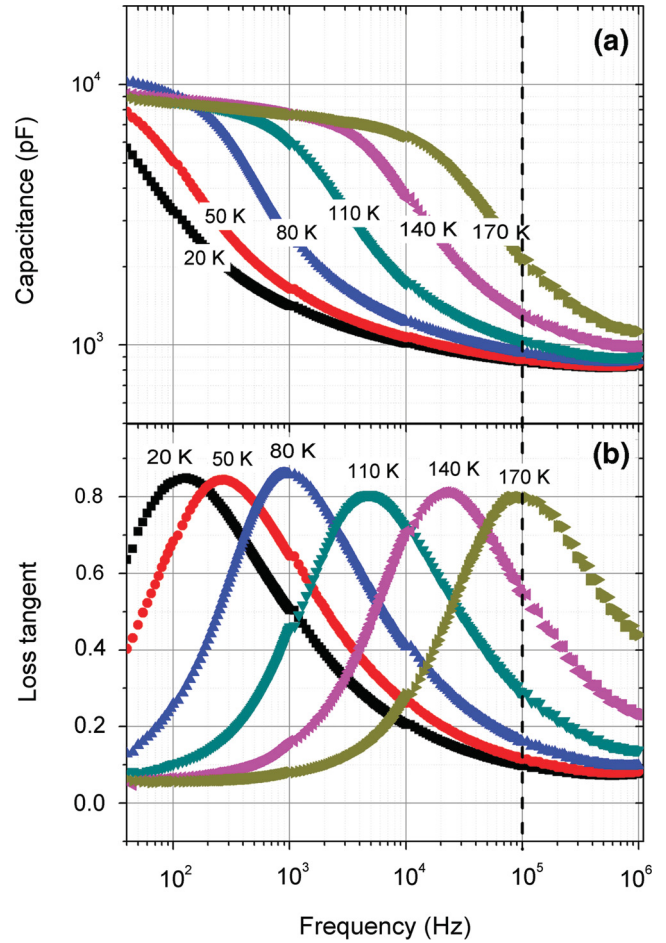 (a)
10⁴
10³
Capacitance (pF)
20 K
50 K
80 K
110 K
140 K
170 K
(b)
20 K
50 K
80 K
110 K
140 K
170 K
0.8
0.6
0.4
0.2
0.0
Loss tangent
10² 10³ 10⁴ 10⁵ 10⁶
Frequency (Hz)